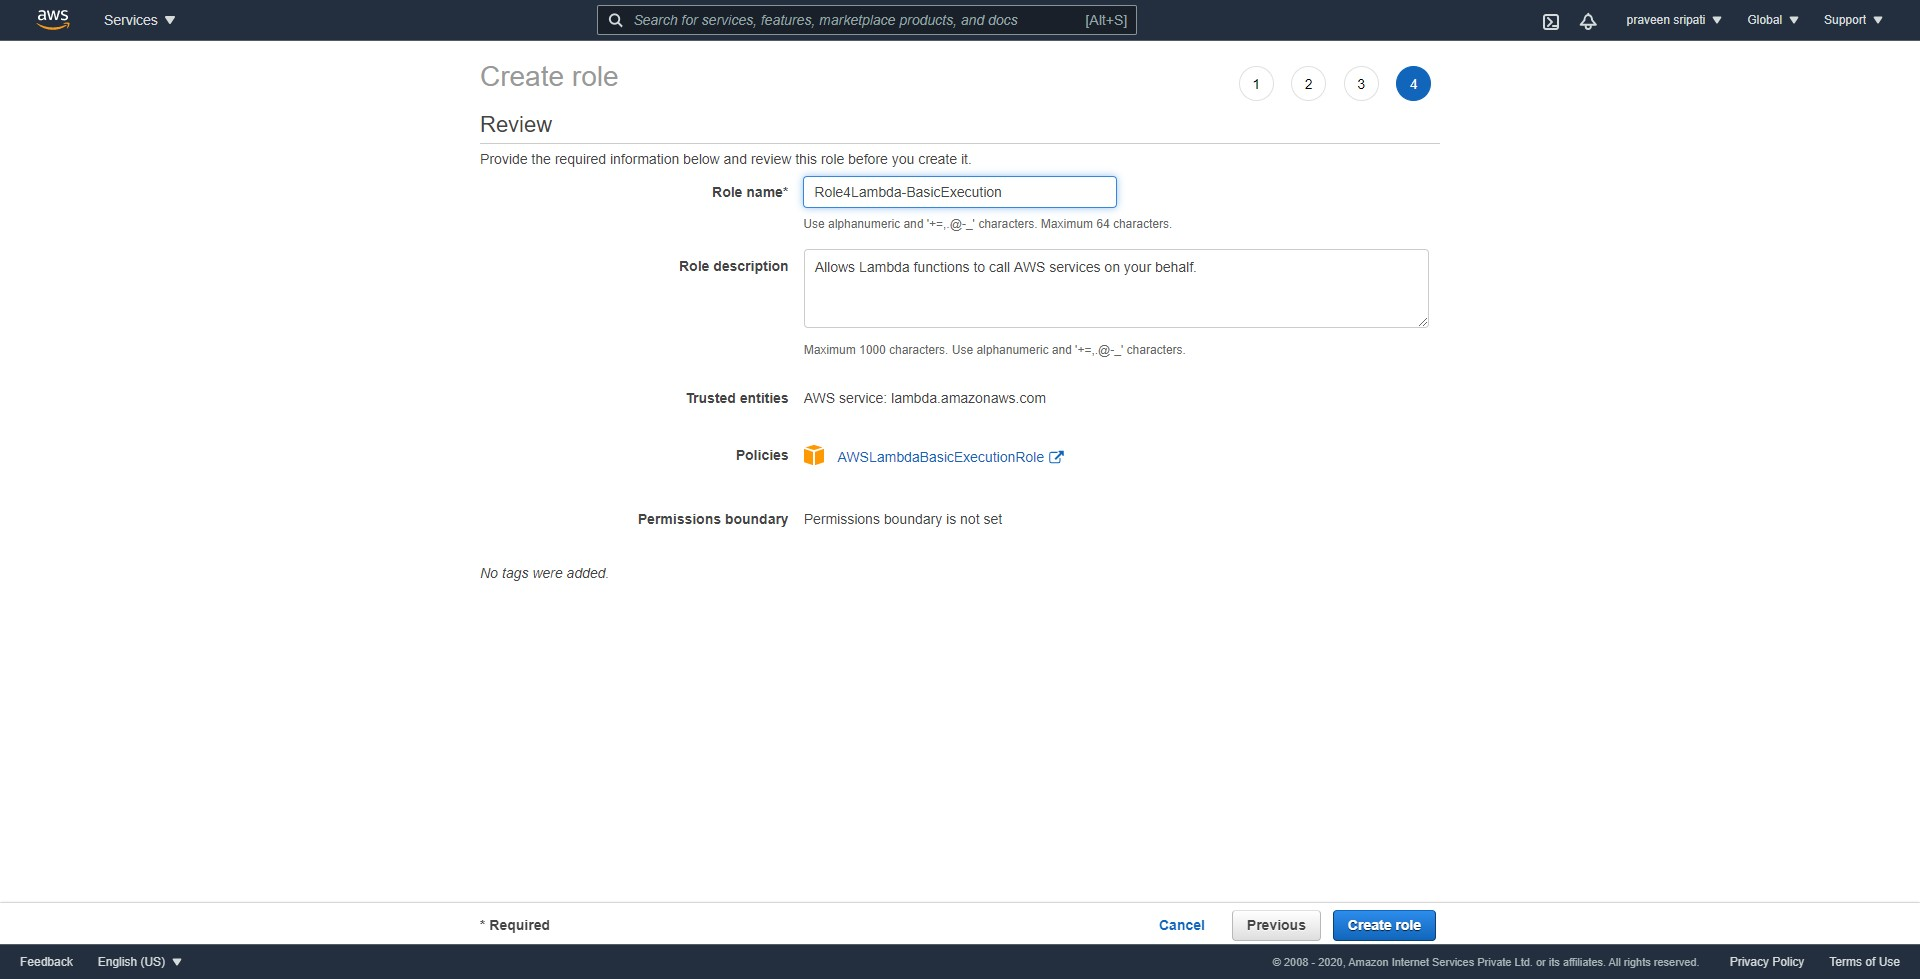 aws Services Search for services, features, marketplace products, and docs [Alt+S] praveen sripati Global Support
Create role 1 2 3 4
Review
Provide the required information below and review this role before you create it.
Role name* Role4Lambda-BasicExecution
Use alphanumeric and '+=,.@-_' characters. Maximum 64 characters.
Role description Allows Lambda functions to call AWS services on your behalf.
Maximum 1000 characters. Use alphanumeric and '+=,.@-_' characters.
Trusted entities AWS service: lambda.amazonaws.com
Policies AWSLambdaBasicExecutionRole
Permissions boundary Permissions boundary is not set
No tags were added.
* Required Cancel Previous Create role
Feedback English (US) © 2008 - 2020, Amazon Internet Services Private Ltd. or its affiliates. All rights reserved. Privacy Policy Terms of Use